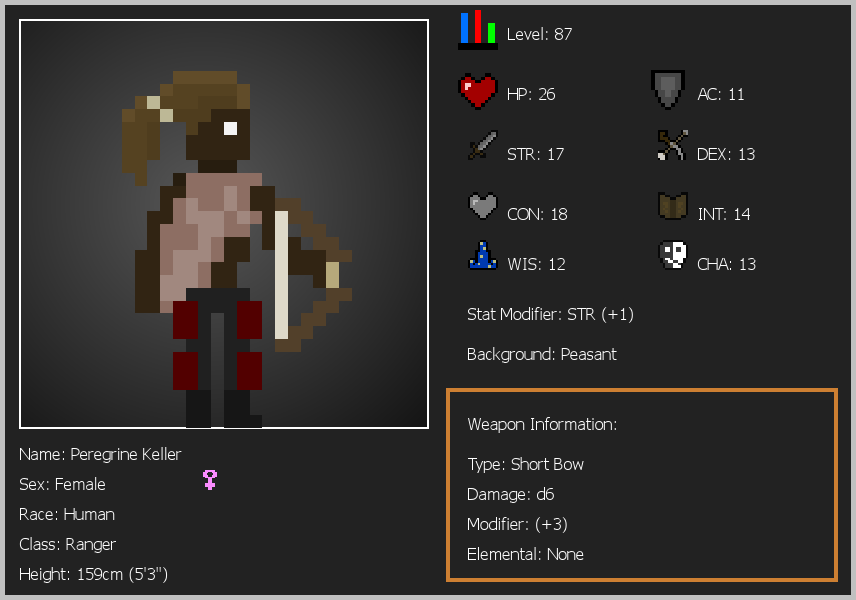 Level: 87
HP: 26
AC: 11
STR: 17
DEX: 13
CON: 18
INT: 14
WIS: 12
CHA: 13
Stat Modifier: STR (+1)
Background: Peasant
Weapon Information:
Type: Short Bow
Damage: d6
Modifier: (+3)
Elemental: None
Name: Peregrine Keller
Sex: Female
Race: Human
Class: Ranger
Height: 159cm (5'3")